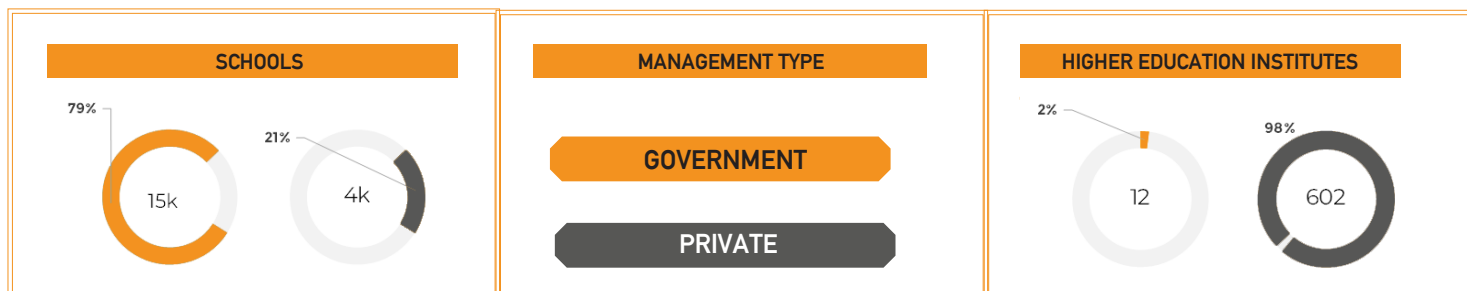 SCHOOLS
79%
21%
15k
4k
MANAGEMENT TYPE
GOVERNMENT
PRIVATE
HIGHER EDUCATION INSTITUTES
2%
98%
12
602